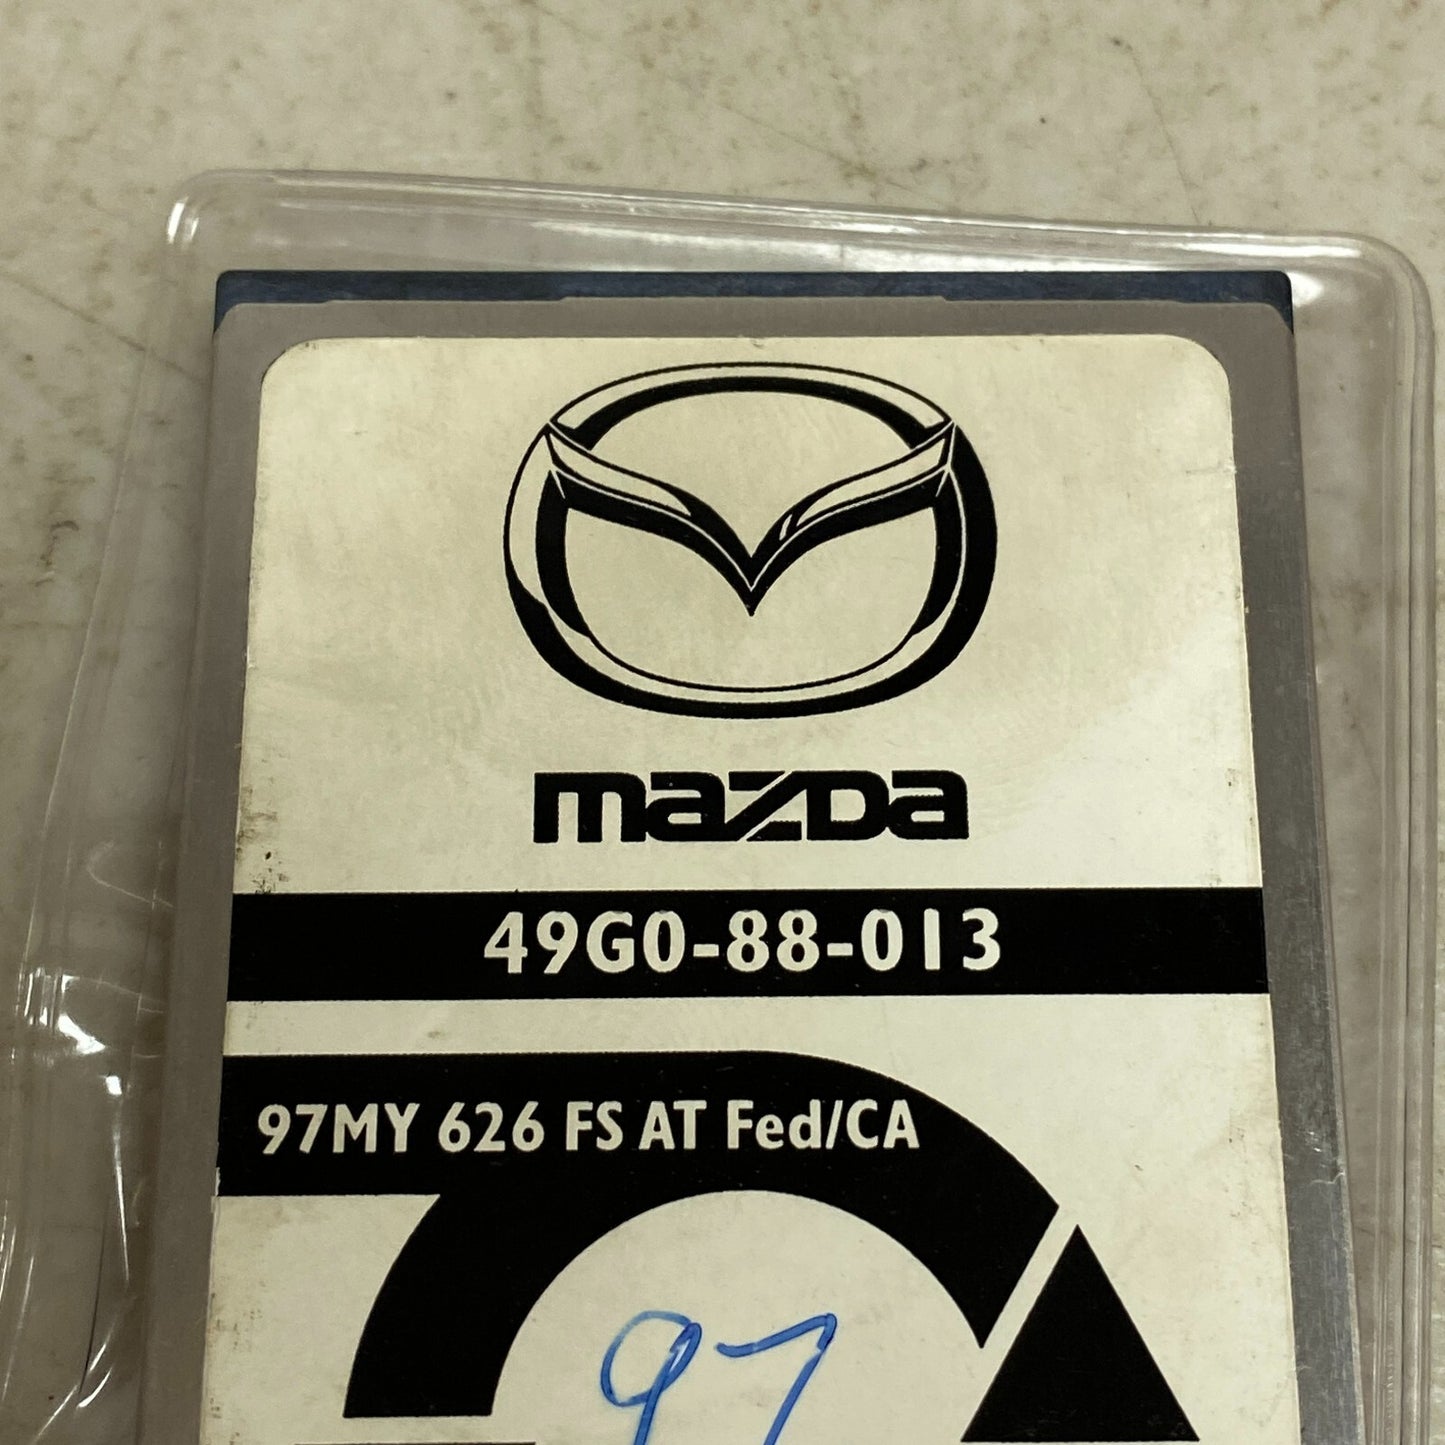 mazda
49G0-88-013
97MY 626 FS AT Fed/CA
97